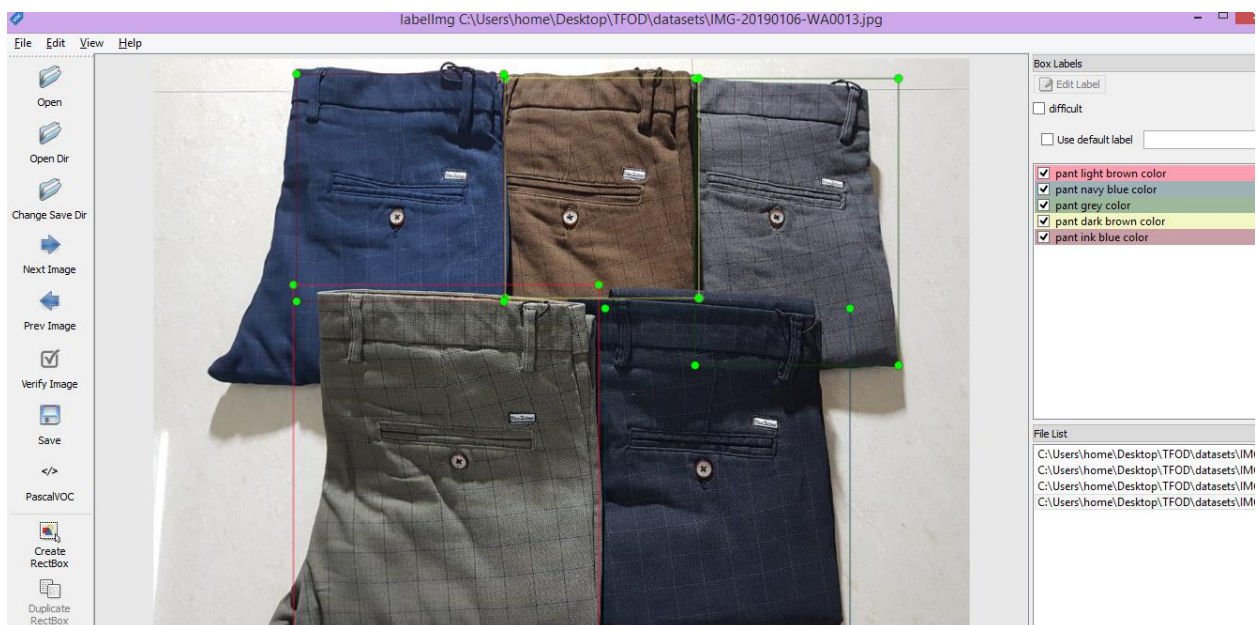 labelImg C:\Users\home\Desktop\TFOD\datasets\IMG-20190106-WA0013.jpg
File Edit View Help
Open
Open Dir
Change Save Dir
Next Image
Prev Image
Verify Image
Save
</>
PascalVOC
Create
RectBox
Duplicate
RectBox
Box Labels
Edit Label
difficult
Use default label
pant light brown color
pant navy blue color
pant grey color
pant dark brown color
pant ink blue color
File List
C:\Users\home\Desktop\TFOD\datasets\IMG
C:\Users\home\Desktop\TFOD\datasets\IMG
C:\Users\home\Desktop\TFOD\datasets\IMG
C:\Users\home\Desktop\TFOD\datasets\IMG